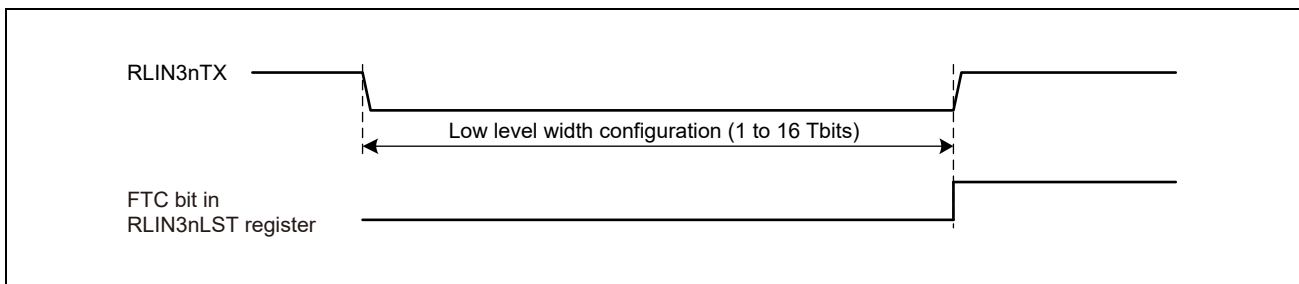 RLIN3nTX
Low level width configuration (1 to 16 Tbits)
FTC bit in
RLIN3nLST register